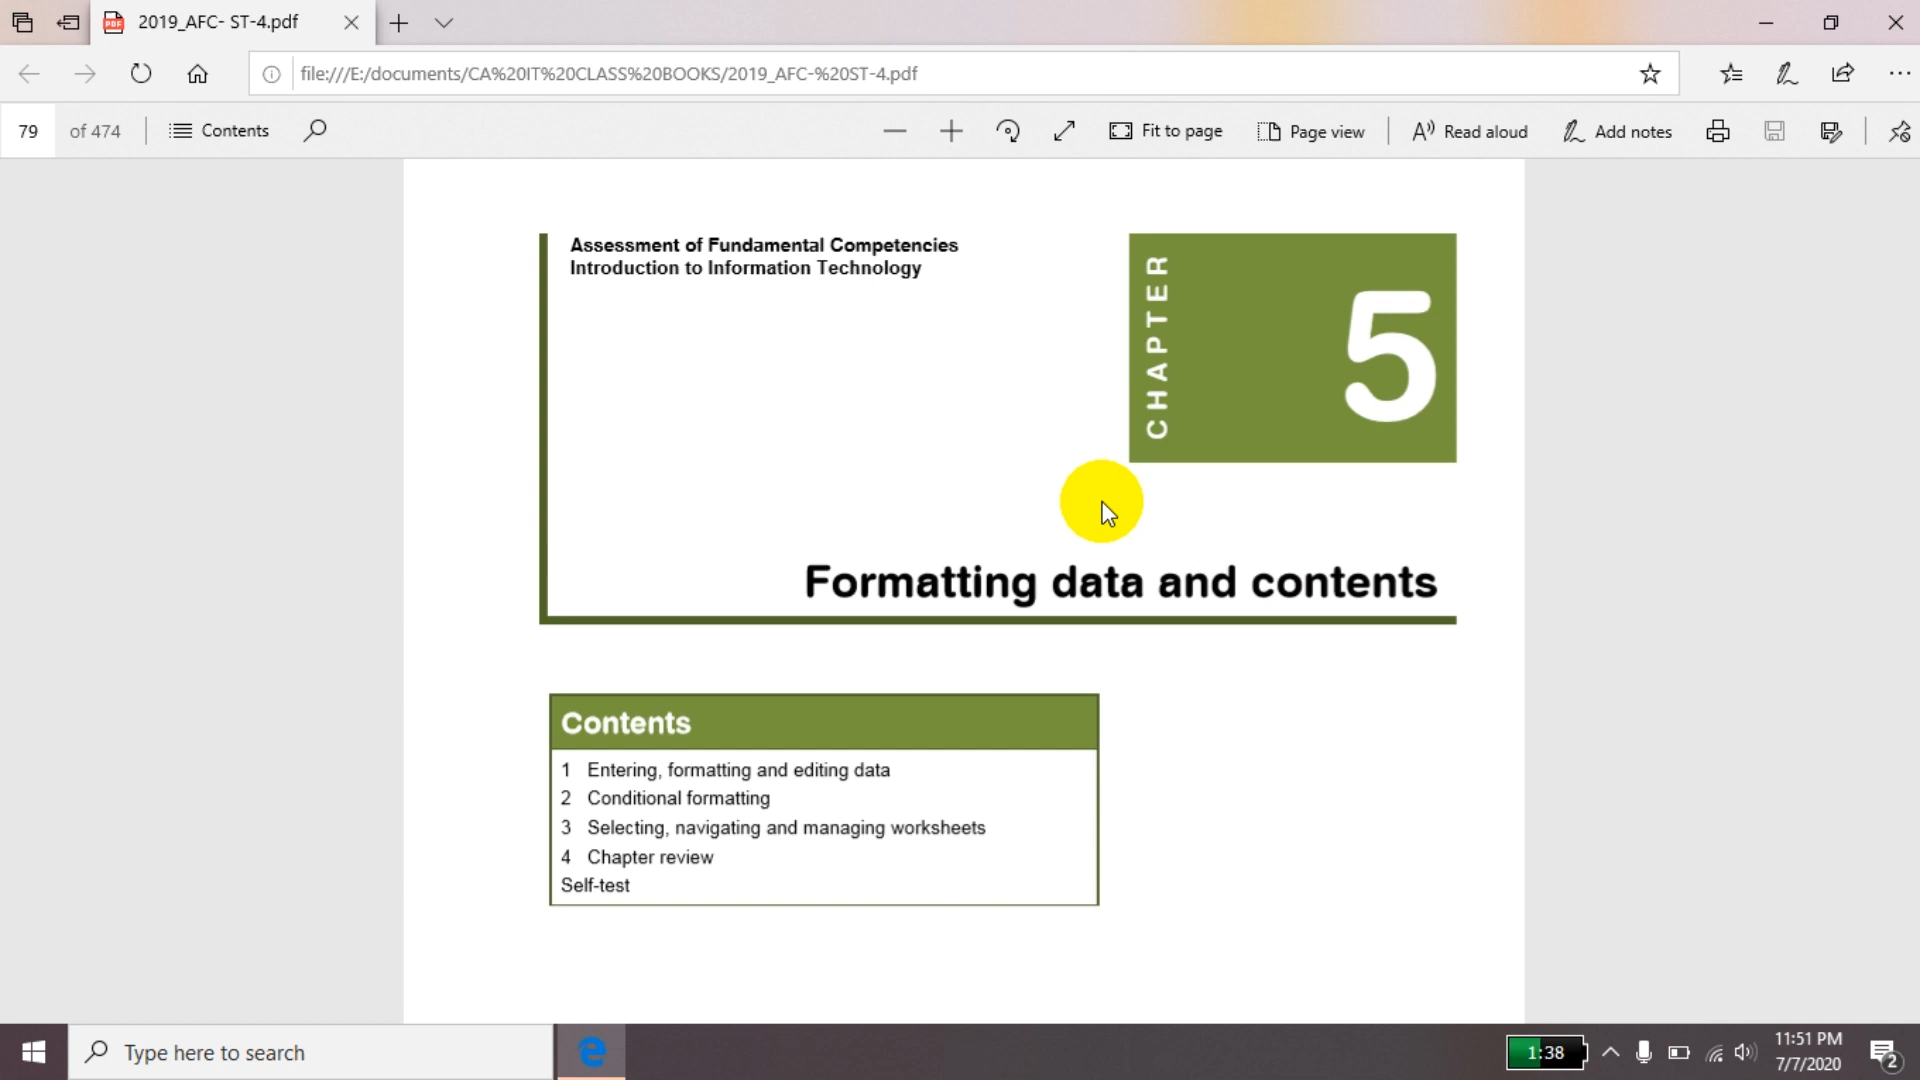 2019_AFC- ST-4.pdf
file:///E:/documents/CA%20IT%20CLASS%20BOOKS/2019_AFC-%20ST-4.pdf
79 of 474 Contents Fit to page Page view Read aloud Add notes
Assessment of Fundamental Competencies
Introduction to Information Technology
CHAPTER 5
Formatting data and contents
Contents
1 Entering, formatting and editing data
2 Conditional formatting
3 Selecting, navigating and managing worksheets
4 Chapter review
Self-test
Type here to search
1:38
11:51 PM
7/7/2020
2